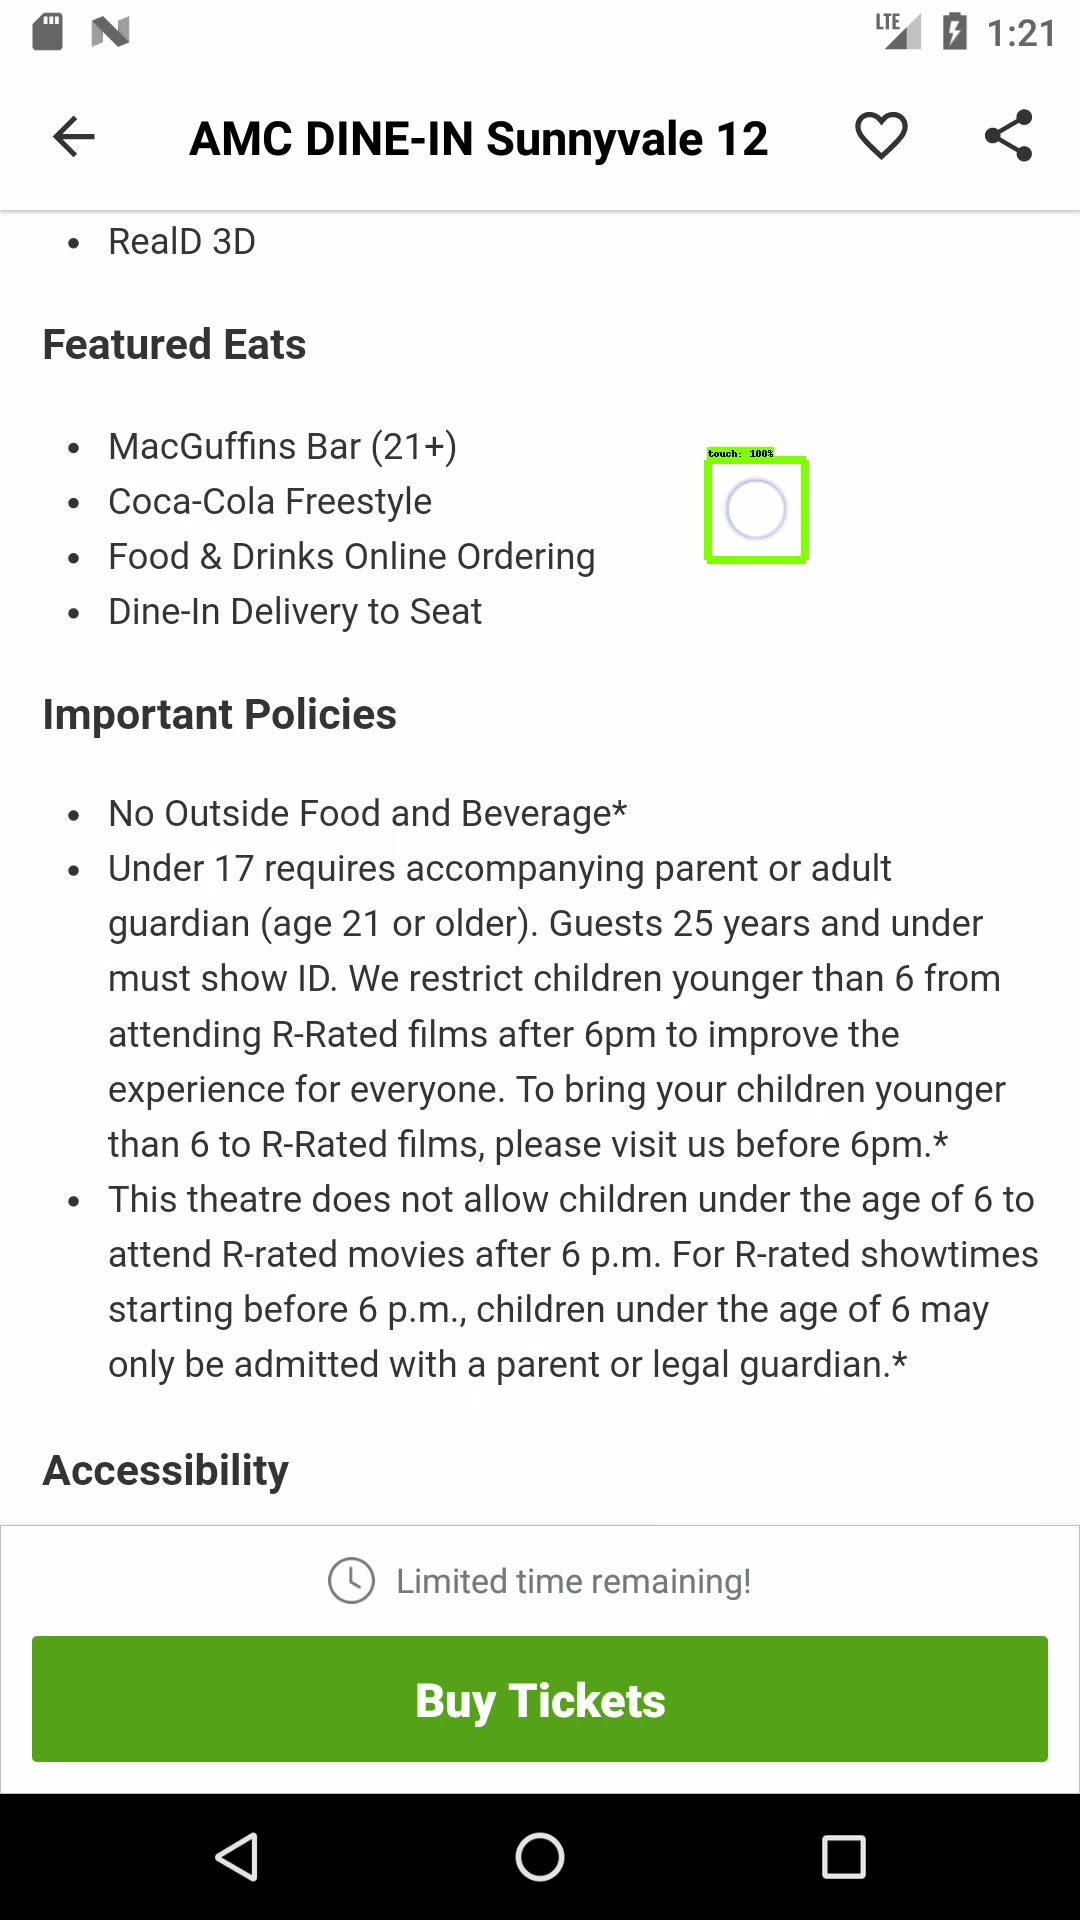 LTE 1:21
AMC DINE-IN Sunnyvale 12
• RealD 3D
Featured Eats
• MacGuffins Bar (21+)
touch: 100%
• Coca-Cola Freestyle
• Food & Drinks Online Ordering
• Dine-In Delivery to Seat
Important Policies
• No Outside Food and Beverage*
• Under 17 requires accompanying parent or adult
guardian (age 21 or older). Guests 25 years and under
must show ID. We restrict children younger than 6 from
attending R-Rated films after 6pm to improve the
experience for everyone. To bring your children younger
than 6 to R-Rated films, please visit us before 6pm.*
• This theatre does not allow children under the age of 6 to
attend R-rated movies after 6 p.m. For R-rated showtimes
starting before 6 p.m., children under the age of 6 may
only be admitted with a parent or legal guardian.*
Accessibility
Limited time remaining!
Buy Tickets